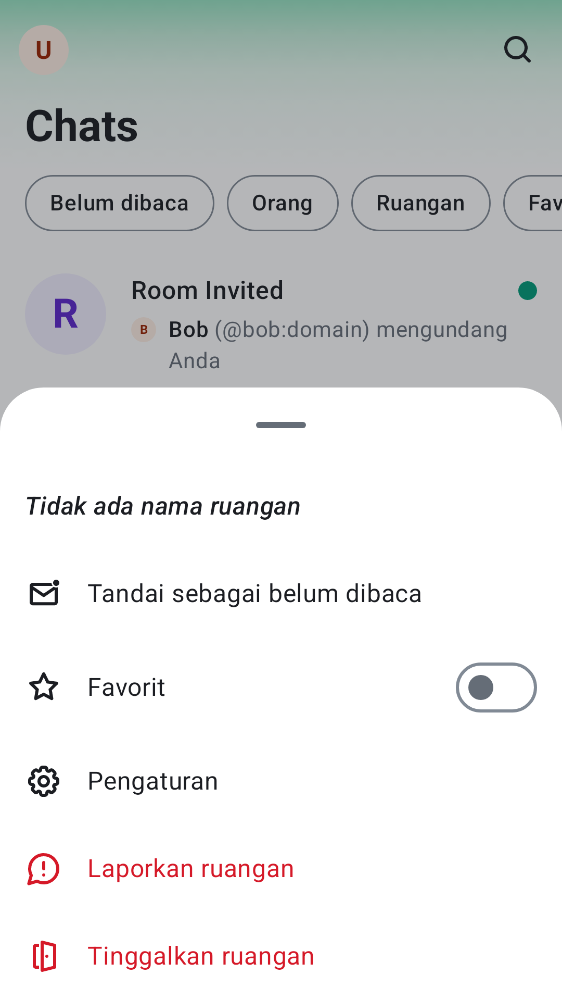 U
Chats
Belum dibaca
Orang
Ruangan
Fav
R
Room Invited
B
Bob (@bob:domain) mengundang
Anda
Tidak ada nama ruangan
Tandai sebagai belum dibaca
Favorit
Pengaturan
Laporkan ruangan
Tinggalkan ruangan